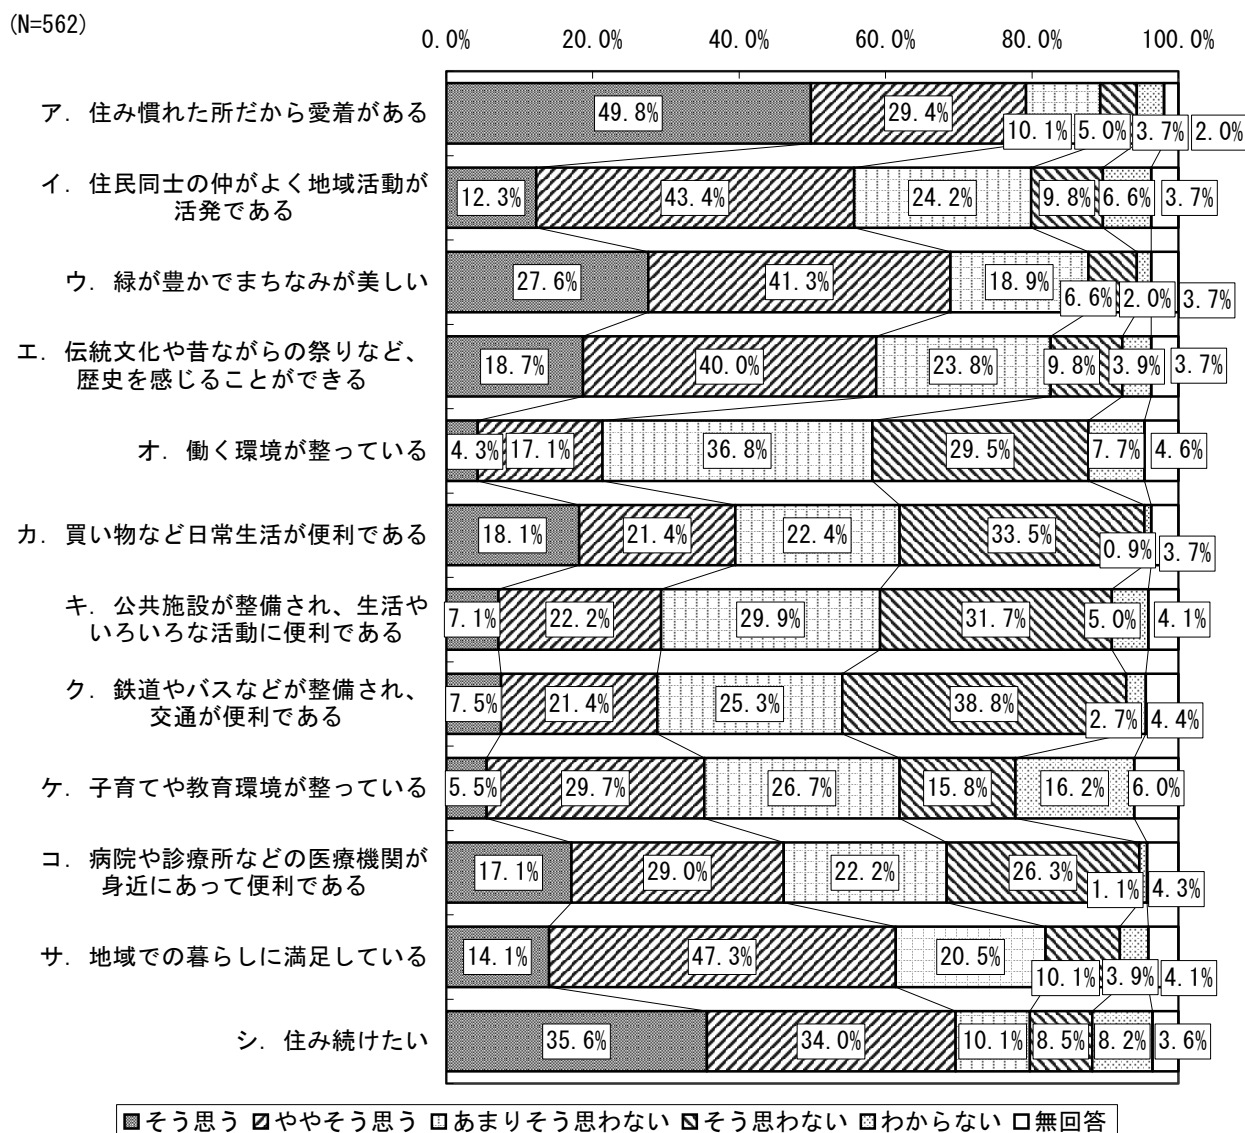 (N=562)
0.0% 20.0% 40.0% 60.0% 80.0% 100.0%
ア．住み慣れた所だから愛着がある
49.8% 29.4% 10.1% 5.0% 3.7% 2.0%
イ．住民同士の仲がよく地域活動が
活発である
12.3% 43.4% 24.2% 9.8% 6.6% 3.7%
ウ．緑が豊かでまちなみが美しい
27.6% 41.3% 18.9% 6.6% 2.0% 3.7%
エ．伝統文化や昔ながらの祭りなど、
歴史を感じることができる
18.7% 40.0% 23.8% 9.8% 3.9% 3.7%
オ．働く環境が整っている
4.3% 17.1% 36.8% 29.5% 7.7% 4.6%
カ．買い物など日常生活が便利である
18.1% 21.4% 22.4% 33.5% 0.9% 3.7%
キ．公共施設が整備され、生活や
いろいろな活動に便利である
7.1% 22.2% 29.9% 31.7% 5.0% 4.1%
ク．鉄道やバスなどが整備され、
交通が便利である
7.5% 21.4% 25.3% 38.8% 2.7% 4.4%
ケ．子育てや教育環境が整っている
5.5% 29.7% 26.7% 15.8% 16.2% 6.0%
コ．病院や診療所などの医療機関が
身近にあって便利である
17.1% 29.0% 22.2% 26.3% 1.1% 4.3%
サ．地域での暮らしに満足している
14.1% 47.3% 20.5% 10.1% 3.9% 4.1%
シ．住み続けたい
35.6% 34.0% 10.1% 8.5% 8.2% 3.6%
そう思う ややそう思う あまりそう思わない そう思わない わからない 無回答